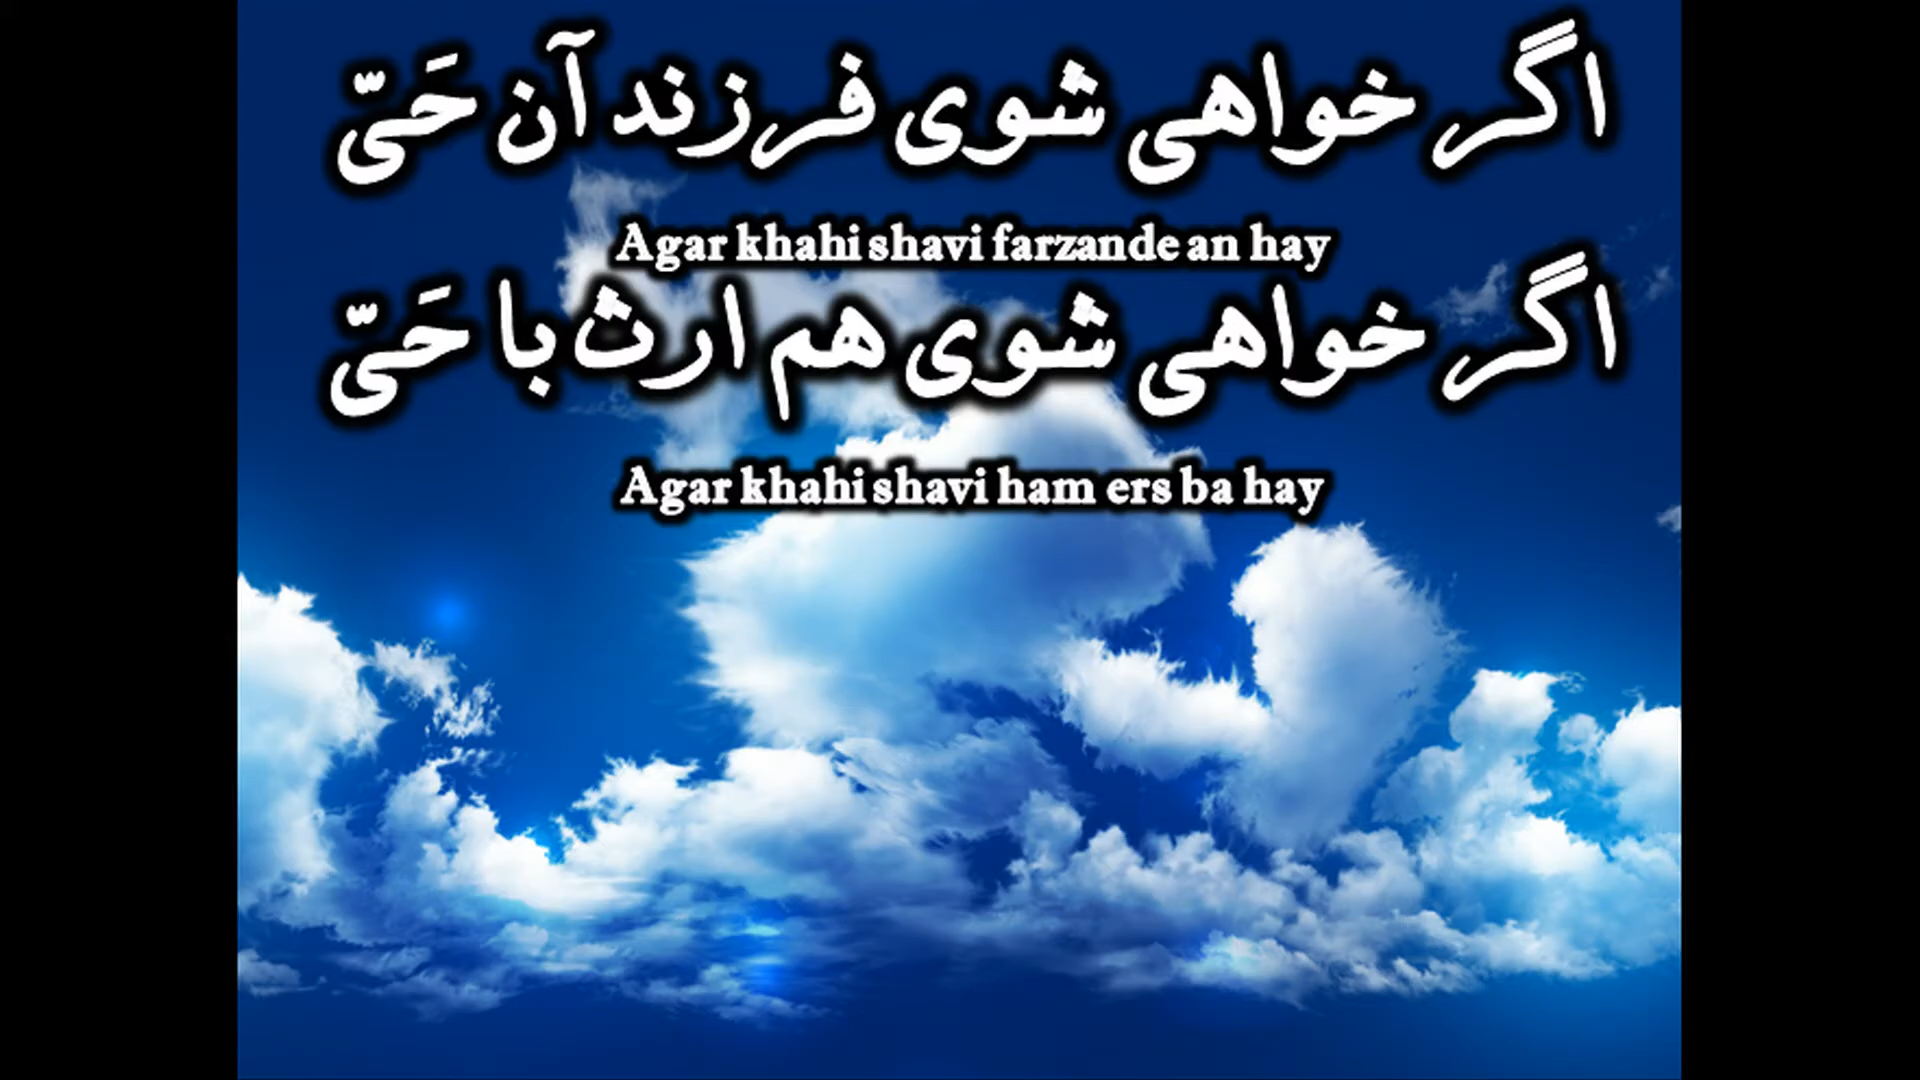 اگر خواهی شوی فرزند آن حَیّ
Agar khahi shavi farzande an hay
اگر خواهی شوی هم ارث با حَیّ
Agar khahi shavi ham ers ba hay